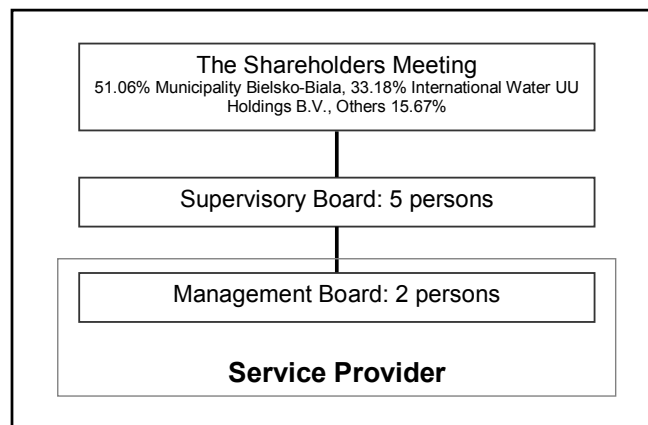 The Shareholders Meeting
51.06% Municipality Bielsko-Biala, 33.18% International Water UU
Holdings B.V., Others 15.67%
Supervisory Board: 5 persons
Management Board: 2 persons
Service Provider